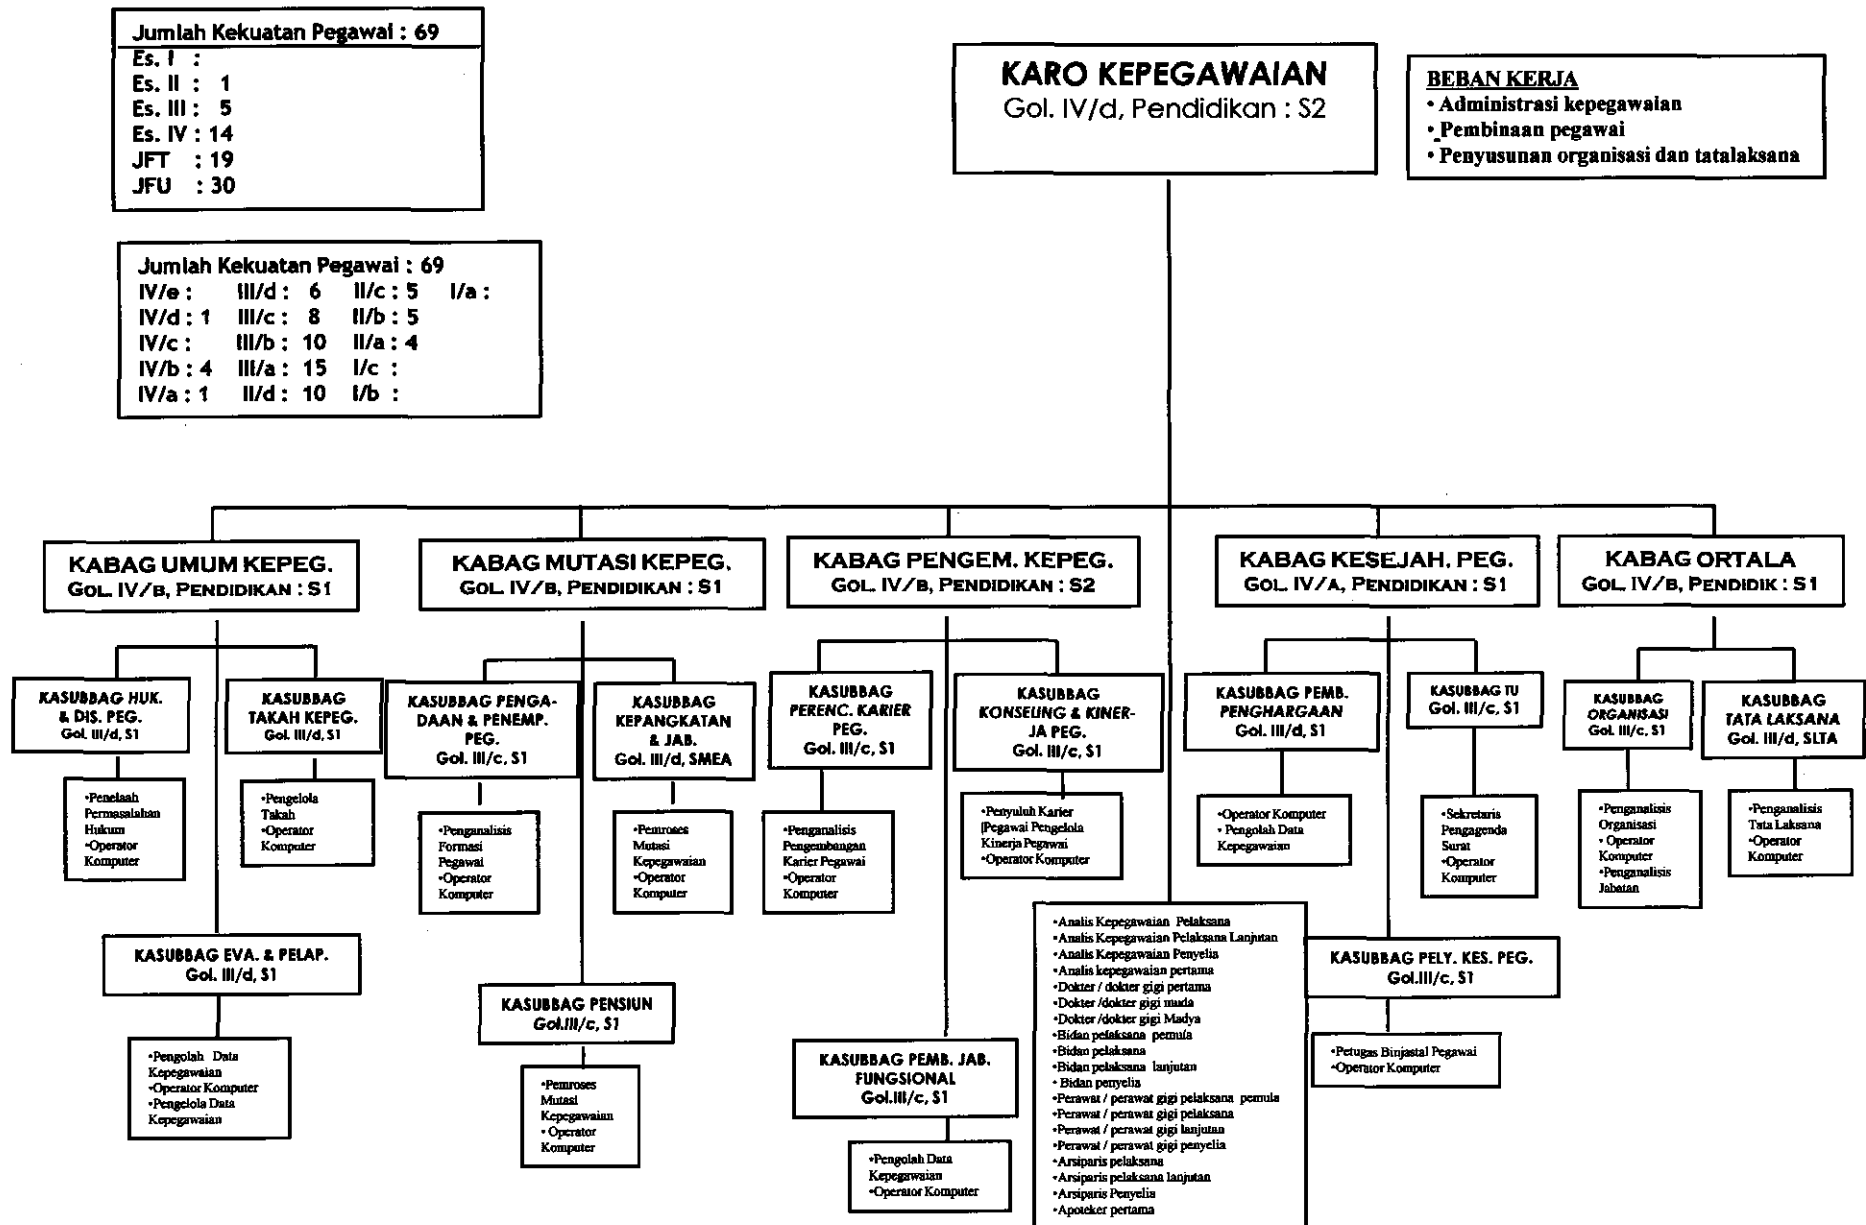 Jumlah Kekuatan Pegawai : 69
Es. I :
Es. II : 1
Es. III : 5
Es. IV : 14
JFT : 19
JFU : 30
KARO KEPEGAWAIAN
Gol. IV/d, Pendidikan : S2
BEBAN KERJA
• Administrasi kepegawaian
• Pembinaan pegawai
• Penyusunan organisasi dan tatalaksana
Jumlah Kekuatan Pegawai : 69
IV/e : III/d : 6 II/c : 5 I/a :
IV/d : 1 III/c : 8 II/b : 5
IV/c : III/b : 10 II/a : 4
IV/b : 4 III/a : 15 I/c :
IV/a : 1 II/d : 10 I/b :
KABAG UMUM KEPEG.
GOL. IV/B, PENDIDIKAN : S1
KABAG MUTASI KEPEG.
GOL. IV/B, PENDIDIKAN : S1
KABAG PENGEM. KEPEG.
GOL. IV/B, PENDIDIKAN : S2
KABAG KESEJAH. PEG.
GOL. IV/A, PENDIDIKAN : S1
KABAG ORTALA
GOL. IV/B, PENDIDIK : S1
KASUBBAG HUK.
& DIS. PEG.
Gol. III/d, S1
KASUBBAG
TAKAH KEPEG.
Gol. III/d, S1
KASUBBAG PENGA-
DAAN & PENEMP.
PEG.
Gol. III/c, S1
KASUBBAG
KEPANGKATAN
& JAB.
Gol. III/d, SMEA
KASUBBAG
PERENC. KARIER
PEG.
Gol. III/c, S1
KASUBBAG
KONSELING & KINER-
JA PEG.
Gol. III/c, S1
KASUBBAG PEMB.
PENGHARGAAN
Gol. III/d, S1
KASUBBAG TU
Gol. III/c, S1
KASUBBAG
ORGANISASI
Gol. III/c, S1
KASUBBAG
TATA LAKSANA
Gol. III/d, SLTA
•Penelaah
Permasalahan
Hukum
•Operator
Komputer
•Pengelola
Takah
•Operator
Komputer
•Penganalisis
Formasi
Pegawai
•Operator
Komputer
•Pemroses
Mutasi
Kepegawaian
•Operator
Komputer
•Penganalisis
Pengembangan
Karier Pegawai
•Operator
Komputer
•Penyuluh Karier
Pegawai Pengelola
Kinerja Pegawai
•Operator Komputer
•Operator Komputer
• Pengolah Data
Kepegawaian
•Sekretaris
Pengagenda
Surat
•Operator
Komputer
•Penganalisis
Organisasi
• Operator
Komputer
•Penganalisis
Jabatan
•Penganalisis
Tata Laksana
•Operator
Komputer
KASUBBAG EVA. & PELAP.
Gol. III/d, S1
KASUBBAG PENSIUN
Gol.III/c, S1
KASUBBAG PEMB. JAB.
FUNGSIONAL
Gol.III/c, S1
•Analis Kepegawaian Pelaksana
•Analis Kepegawaian Pelaksana Lanjutan
•Analis Kepegawaian Penyelia
•Analis kepegawaian pertama
•Dokter / dokter gigi pertama
•Dokter /dokter gigi muda
•Dokter /dokter gigi Madya
•Bidan pelaksana pemula
•Bidan pelaksana
•Bidan pelaksana lanjutan
• Bidan penyelia
•Perawat / perawat gigi pelaksana pemula
•Perawat / perawat gigi pelaksana
•Perawat / perawat gigi lanjutan
•Perawat / perawat gigi penyelia
•Arsiparis pelaksana
•Arsiparis pelaksana lanjutan
•Arsiparis Penyelia
•Apoteker pertama
KASUBBAG PELY. KES. PEG.
Gol.III/c, S1
•Pengolah Data
Kepegawaian
•Operator Komputer
•Pengelola Data
Kepegawaian
•Pemroses
Mutasi
Kepegawaian
• Operator
Komputer
•Pengolah Data
Kepegawaian
•Operator Komputer
•Petugas Binjastal Pegawai
•Operator Komputer